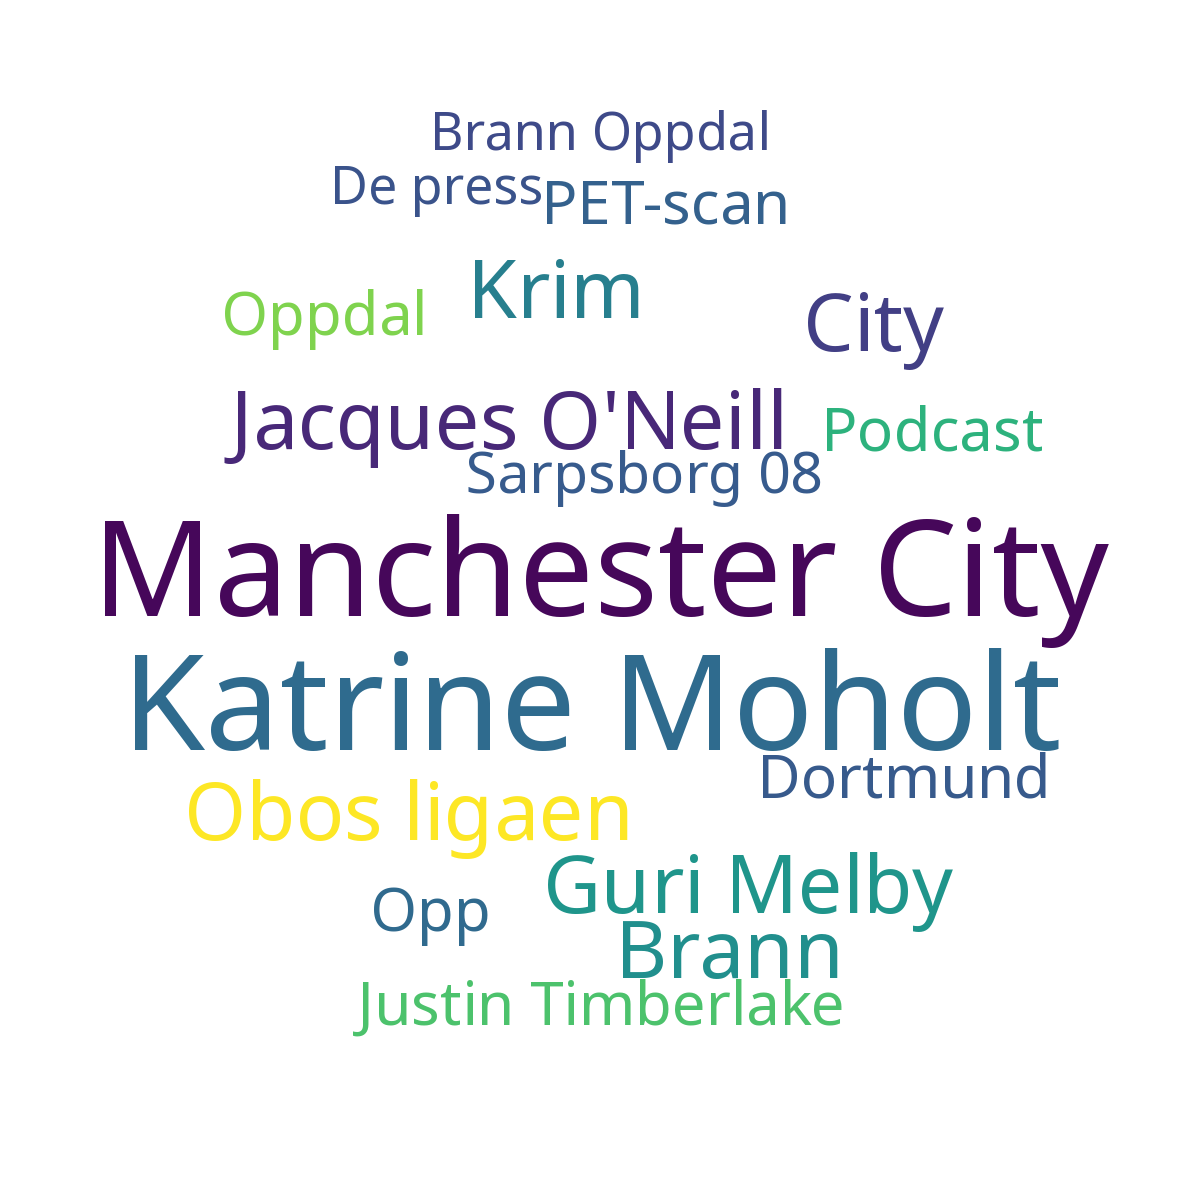 Brann Oppdal
De press
PET-scan
Krim
Oppdal
City
Jacques O'Neill
Podcast
Sarpsborg 08
Manchester City
Katrine Moholt
Dortmund
Obos ligaen
Guri Melby
Opp
Brann
Justin Timberlake